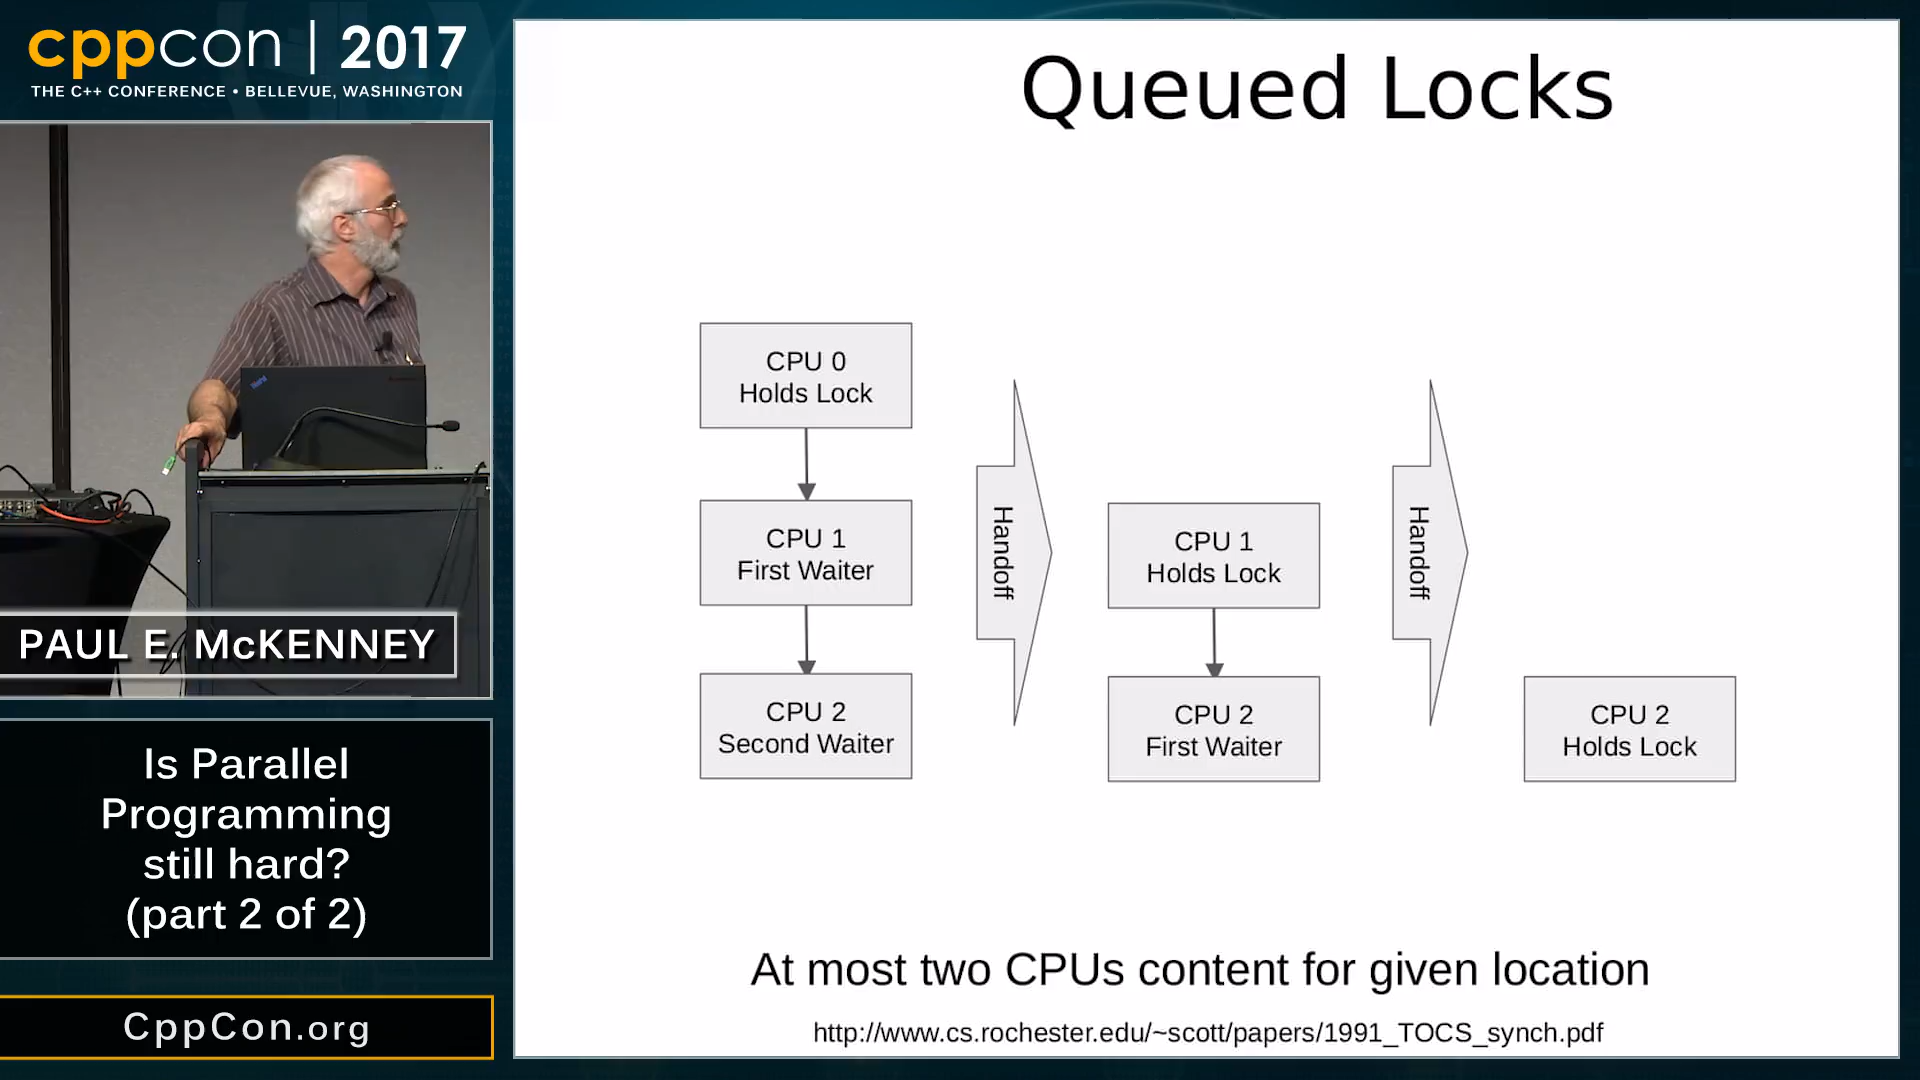 cppcon | 2017
THE C++ CONFERENCE • BELLEVUE, WASHINGTON
PAUL E. McKENNEY
Is Parallel
Programming
still hard?
(part 2 of 2)
CppCon.org
Queued Locks
CPU 0
Holds Lock
CPU 1
First Waiter
CPU 2
Second Waiter
Handoff
CPU 1
Holds Lock
CPU 2
First Waiter
Handoff
CPU 2
Holds Lock
At most two CPUs content for given location
http://www.cs.rochester.edu/~scott/papers/1991_TOCS_synch.pdf